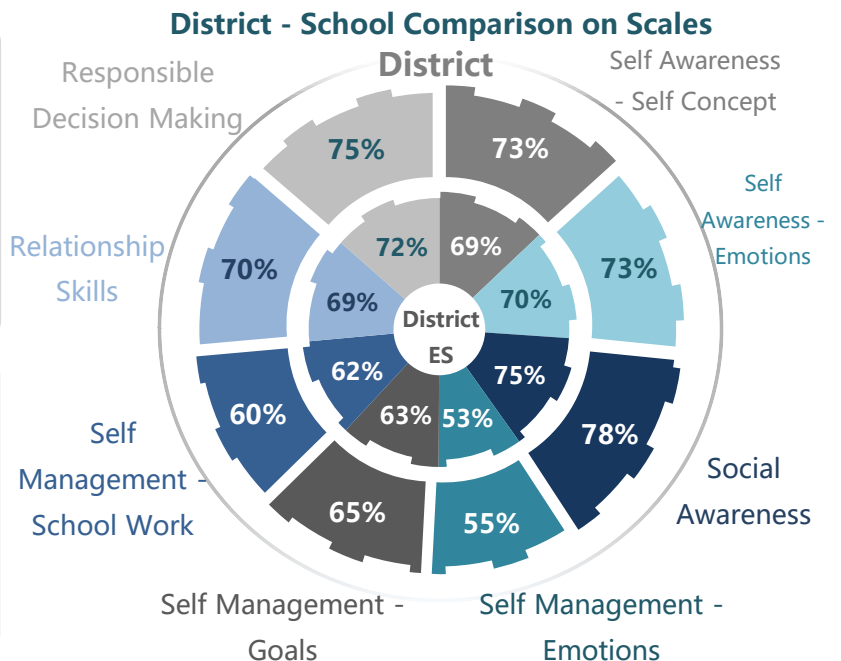 District - School Comparison on Scales
District
Responsible
Decision Making
Self Awareness
- Self Concept
75%
73%
Self
Awareness -
Emotions
Relationship
Skills
72%
69%
70%
73%
69%
70%
District
ES
62%
75%
60%
63%
53%
78%
Self
Management -
School Work
Social
Awareness
65%
55%
Self Management -
Goals
Self Management -
Emotions